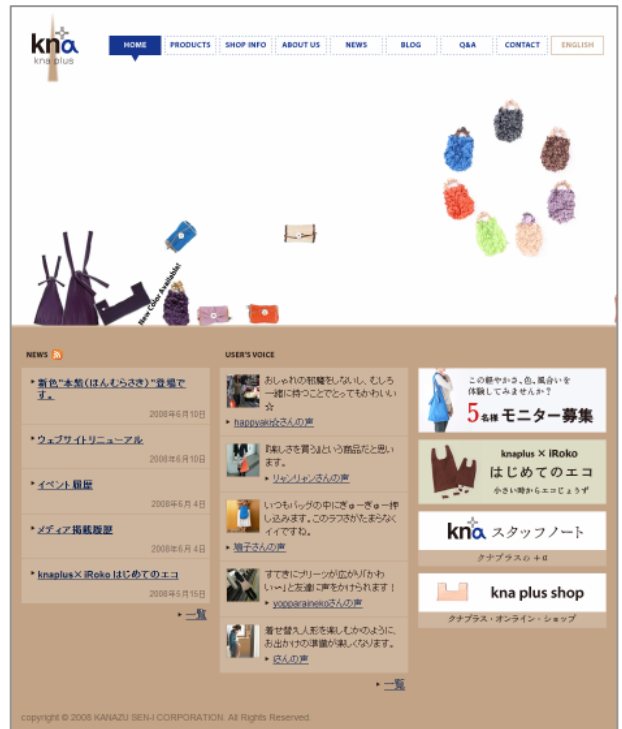 kna
kna plus
HOME
PRODUCTS
SHOP INFO
ABOUT US
NEWS
BLOG
Q&A
CONTACT
ENGLISH
New Color Available!
NEWS
新色"本紫(ほんむらさき)"登場で
す。
2008年6月10日
ウェブサイトリニューアル
2008年6月10日
イベント履歴
2008年6月4日
メディア掲載履歴
2008年6月4日
knaplus×iRoko はじめてのエコ
2008年5月15日
一覧
USER'S VOICE
おしゃれの邪魔をしないし、むしろ
一緒に持つことでとってもかわいい
☆
happyaki☆さんの声
『楽しさを買う』という商品だと思い
ます。
リャンリャンさんの声
いつもバッグの中にぎゅーぎゅー押
し込みます。このラフさがたまらなく
イイですね。
鳩子さんの声
すてきにプリーツが広がり「かわ
い〜」と友達に声をかけられます！
yopparainekoさんの声
着せ替え人形を楽しむかのように、
お出かけの準備が楽しくなります。
さんの声
一覧
この軽やかさ、色、風合いを
体験してみませんか?
5名様 モニター募集
knaplus × iRoko
はじめてのエコ
小さい時からエコじょうず
kna スタッフノート
クナプラスの+α
kna plus shop
クナプラス・オンライン・ショップ
copyright © 2008 KANAZU SEN-I CORPORATION. All Rights Reserved.